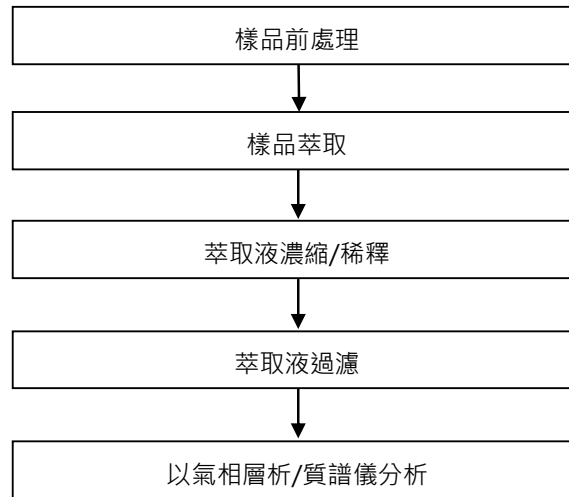 樣品前處理
樣品萃取
萃取液濃縮/稀釋
萃取液過濾
以氣相層析/質譜儀分析